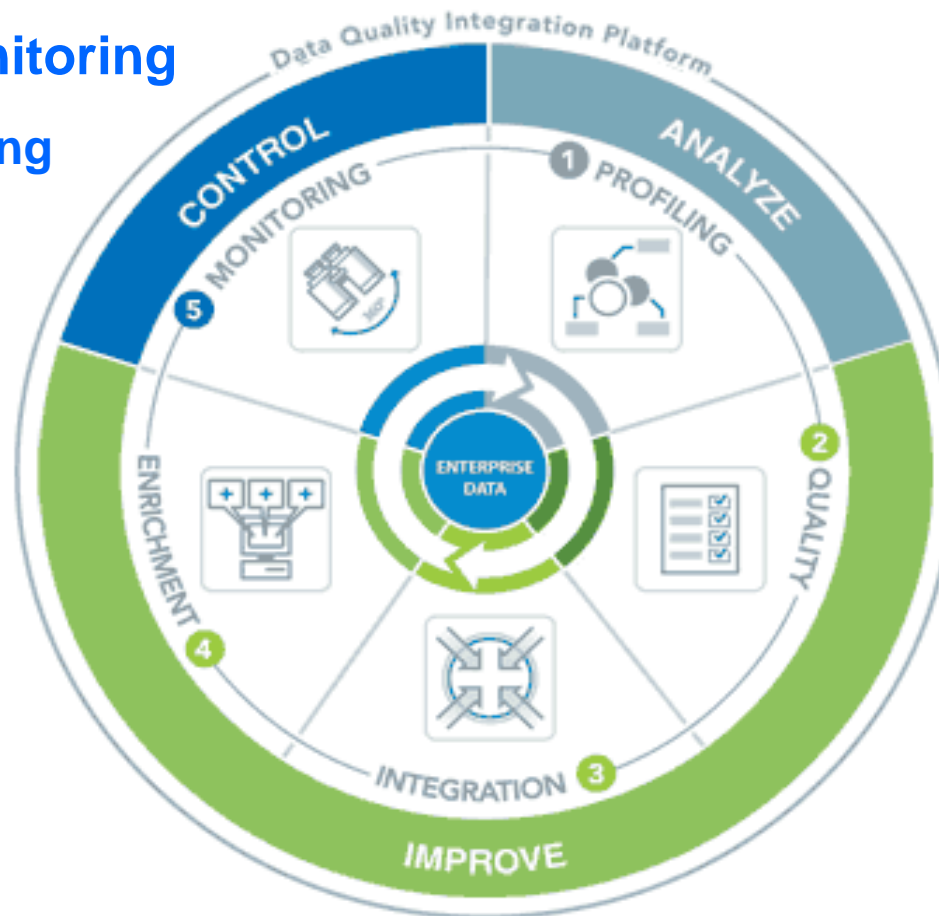 nitoring
ng
Data Quality Integration Platform
CONTROL
ANALYZE
1 PROFILING
5 MONITORING
360°
2 QUALITY
ENTERPRISE
DATA
ENRICHMENT 4
INTEGRATION 3
IMPROVE